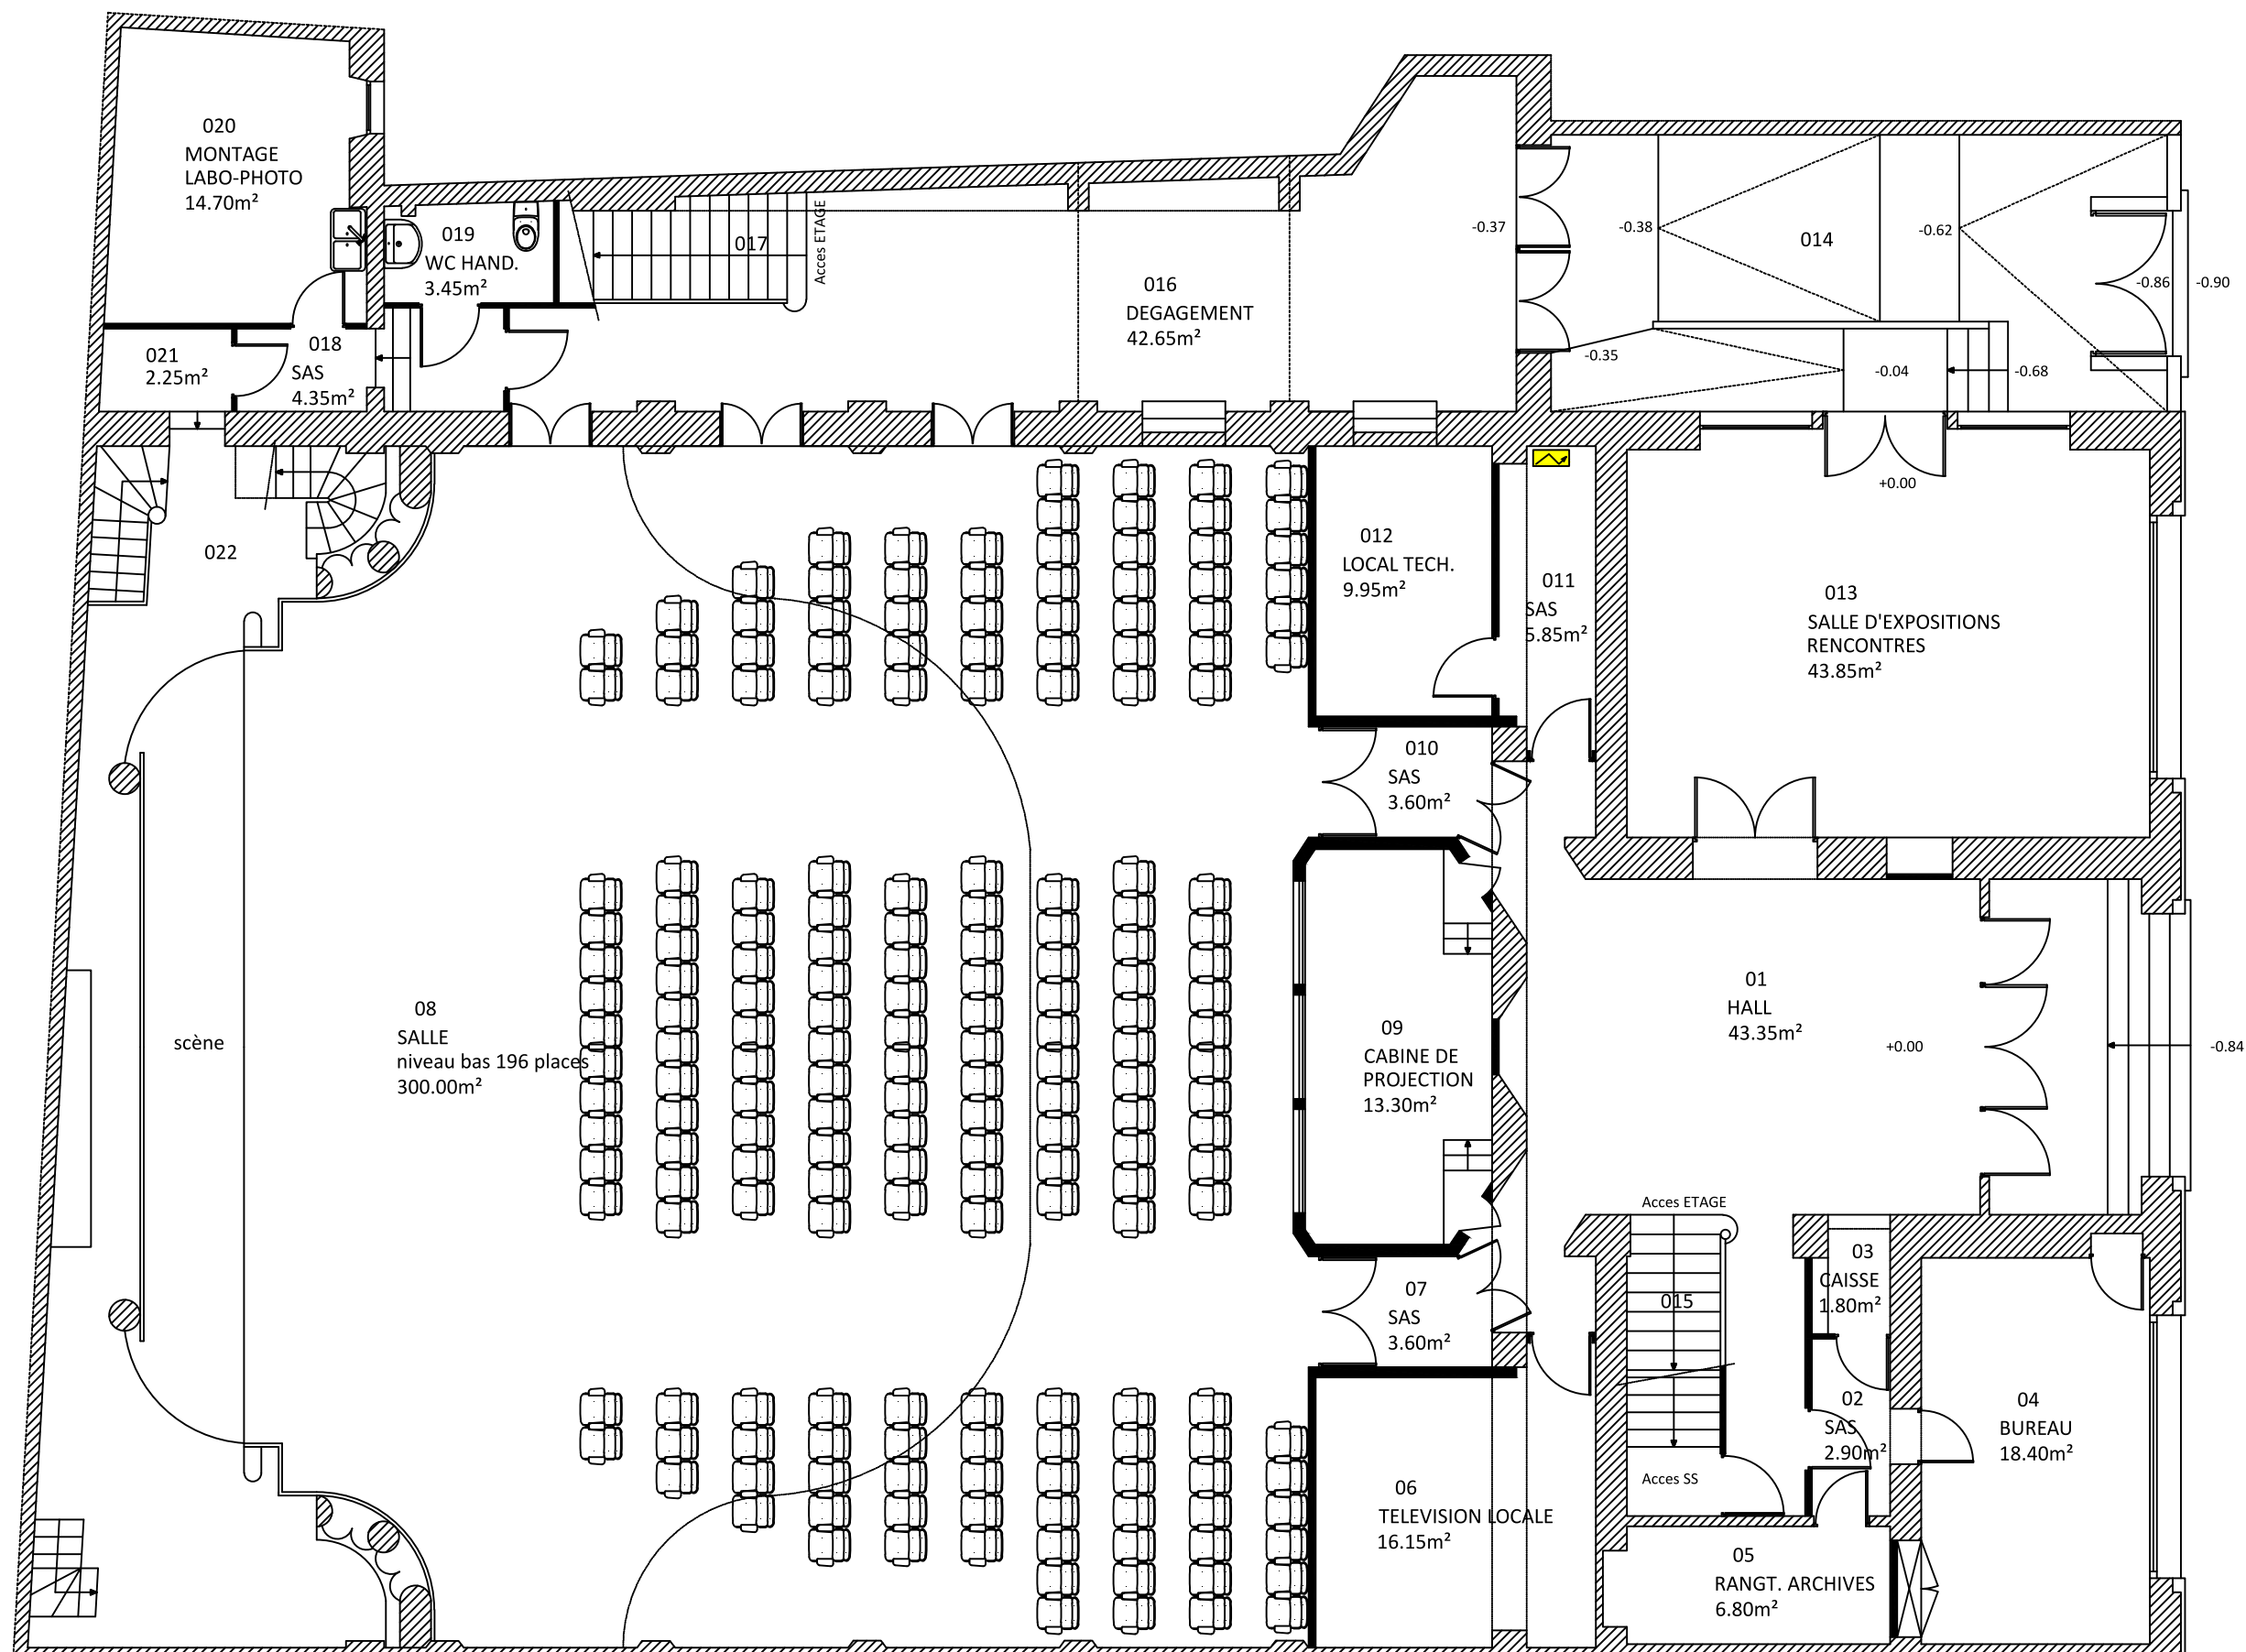 020
MONTAGE
LABO-PHOTO
14.70m²
019
WC HAND.
3.45m²
017
Acces ETAGE
016
DEGAGEMENT
42.65m²
-0.37
-0.38
014
-0.62
-0.86
-0.90
-0.35
-0.04
-0.68
021
2.25m²
018
SAS
4.35m²
+0.00
022
012
LOCAL TECH.
9.95m²
011
SAS
5.85m²
013
SALLE D'EXPOSITIONS
RENCONTRES
43.85m²
010
SAS
3.60m²
scène
08
SALLE
niveau bas 196 places
300.00m²
09
CABINE DE
PROJECTION
13.30m²
01
HALL
43.35m²
+0.00
-0.84
Acces ETAGE
015
Acces SS
03
CAISSE
1.80m²
07
SAS
3.60m²
02
SAS
2.90m²
04
BUREAU
18.40m²
06
TELEVISION LOCALE
16.15m²
05
RANGT. ARCHIVES
6.80m²